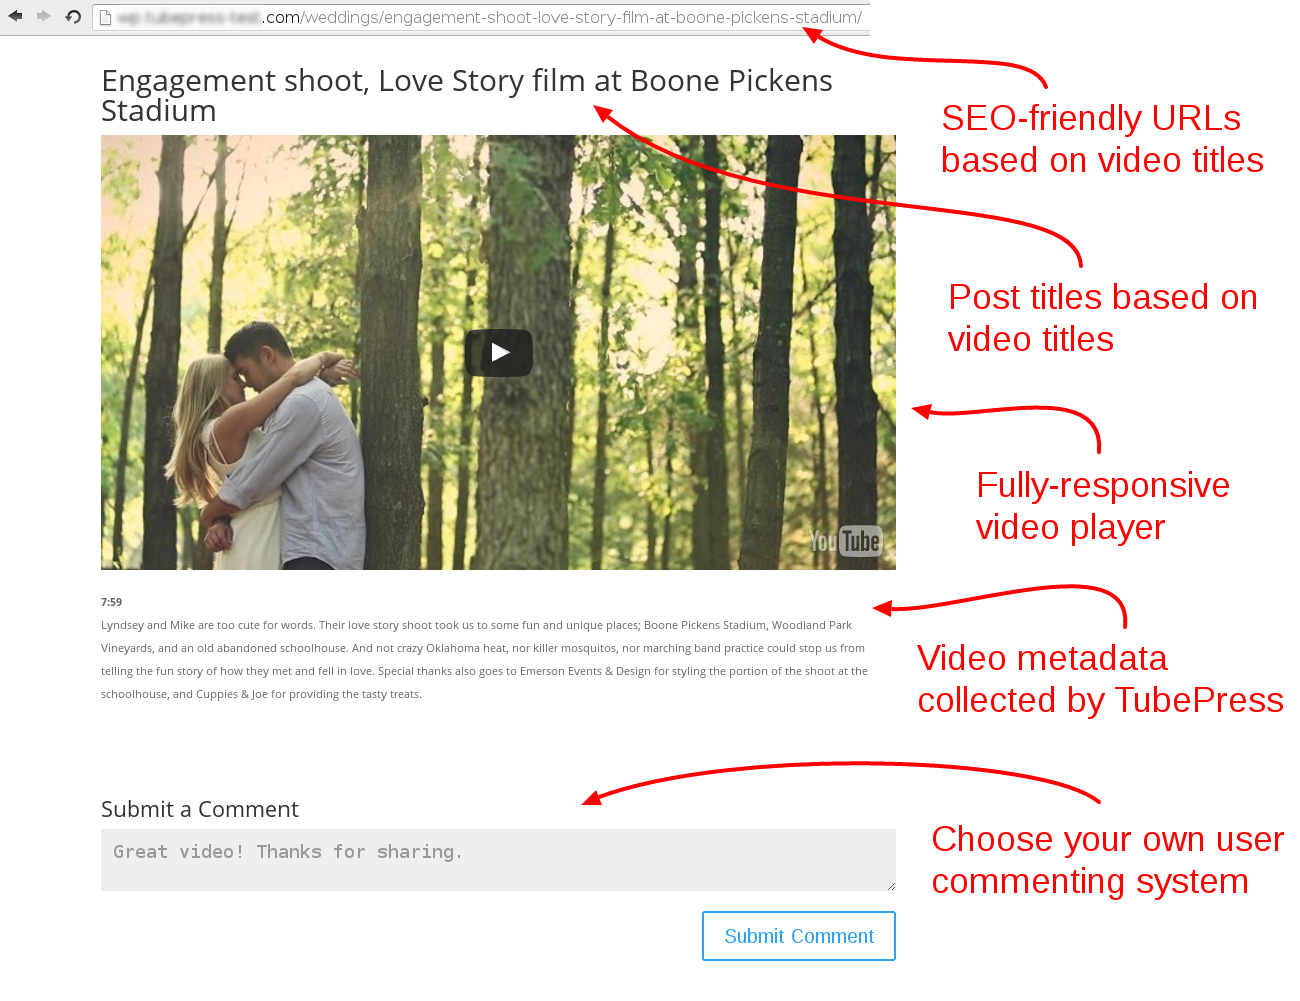 .com/weddings/engagement-shoot-love-story-film-at-boone-pickens-stadium/
Engagement shoot, Love Story film at Boone Pickens
Stadium
SEO-friendly URLs
based on video titles
Post titles based on
video titles
Fully-responsive
video player
YouTube
7:59
Lyndsey and Mike are too cute for words. Their love story shoot took us to some fun and unique places; Boone Pickens Stadium, Woodland Park
Vineyards, and an old abandoned schoolhouse. And not crazy Oklahoma heat, nor killer mosquitos, nor marching band practice could stop us from
telling the fun story of how they met and fell in love. Special thanks also goes to Emerson Events & Design for styling the portion of the shoot at the
schoolhouse, and Cuppies & Joe for providing the tasty treats.
Video metadata
collected by TubePress
Submit a Comment
Great video! Thanks for sharing.
Choose your own user
commenting system
Submit Comment